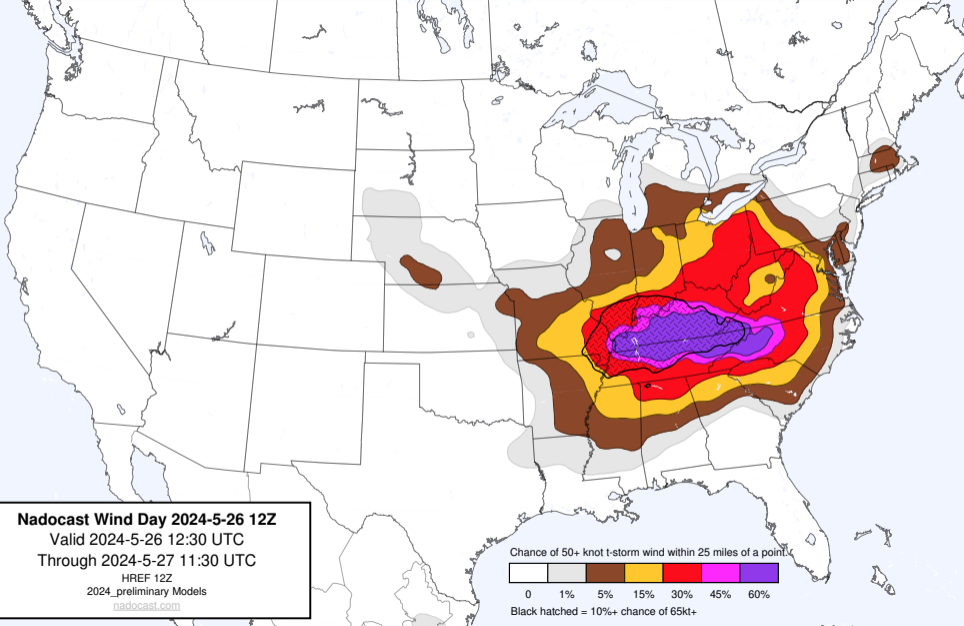 Nadocast Wind Day 2024-5-26 12Z
Valid 2024-5-26 12:30 UTC
Through 2024-5-27 11:30 UTC
HREF 12Z
2024_preliminary Models
nadocast.com
Chance of 50+ knot t-storm wind within 25 miles of a point.
0 1% 5% 15% 30% 45% 60%
Black hatched = 10%+ chance of 65kt+